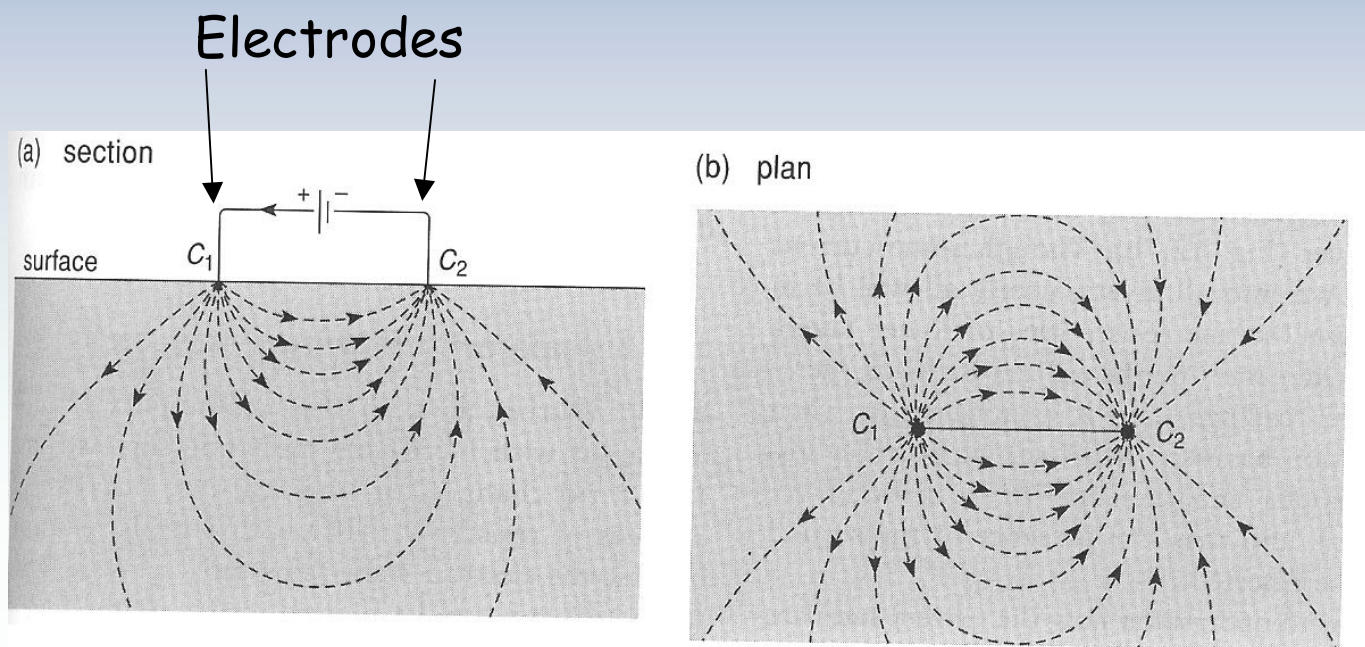 Electrodes
(a) section
+ −
surface
C₁
C₂
(b) plan
C₁
C₂